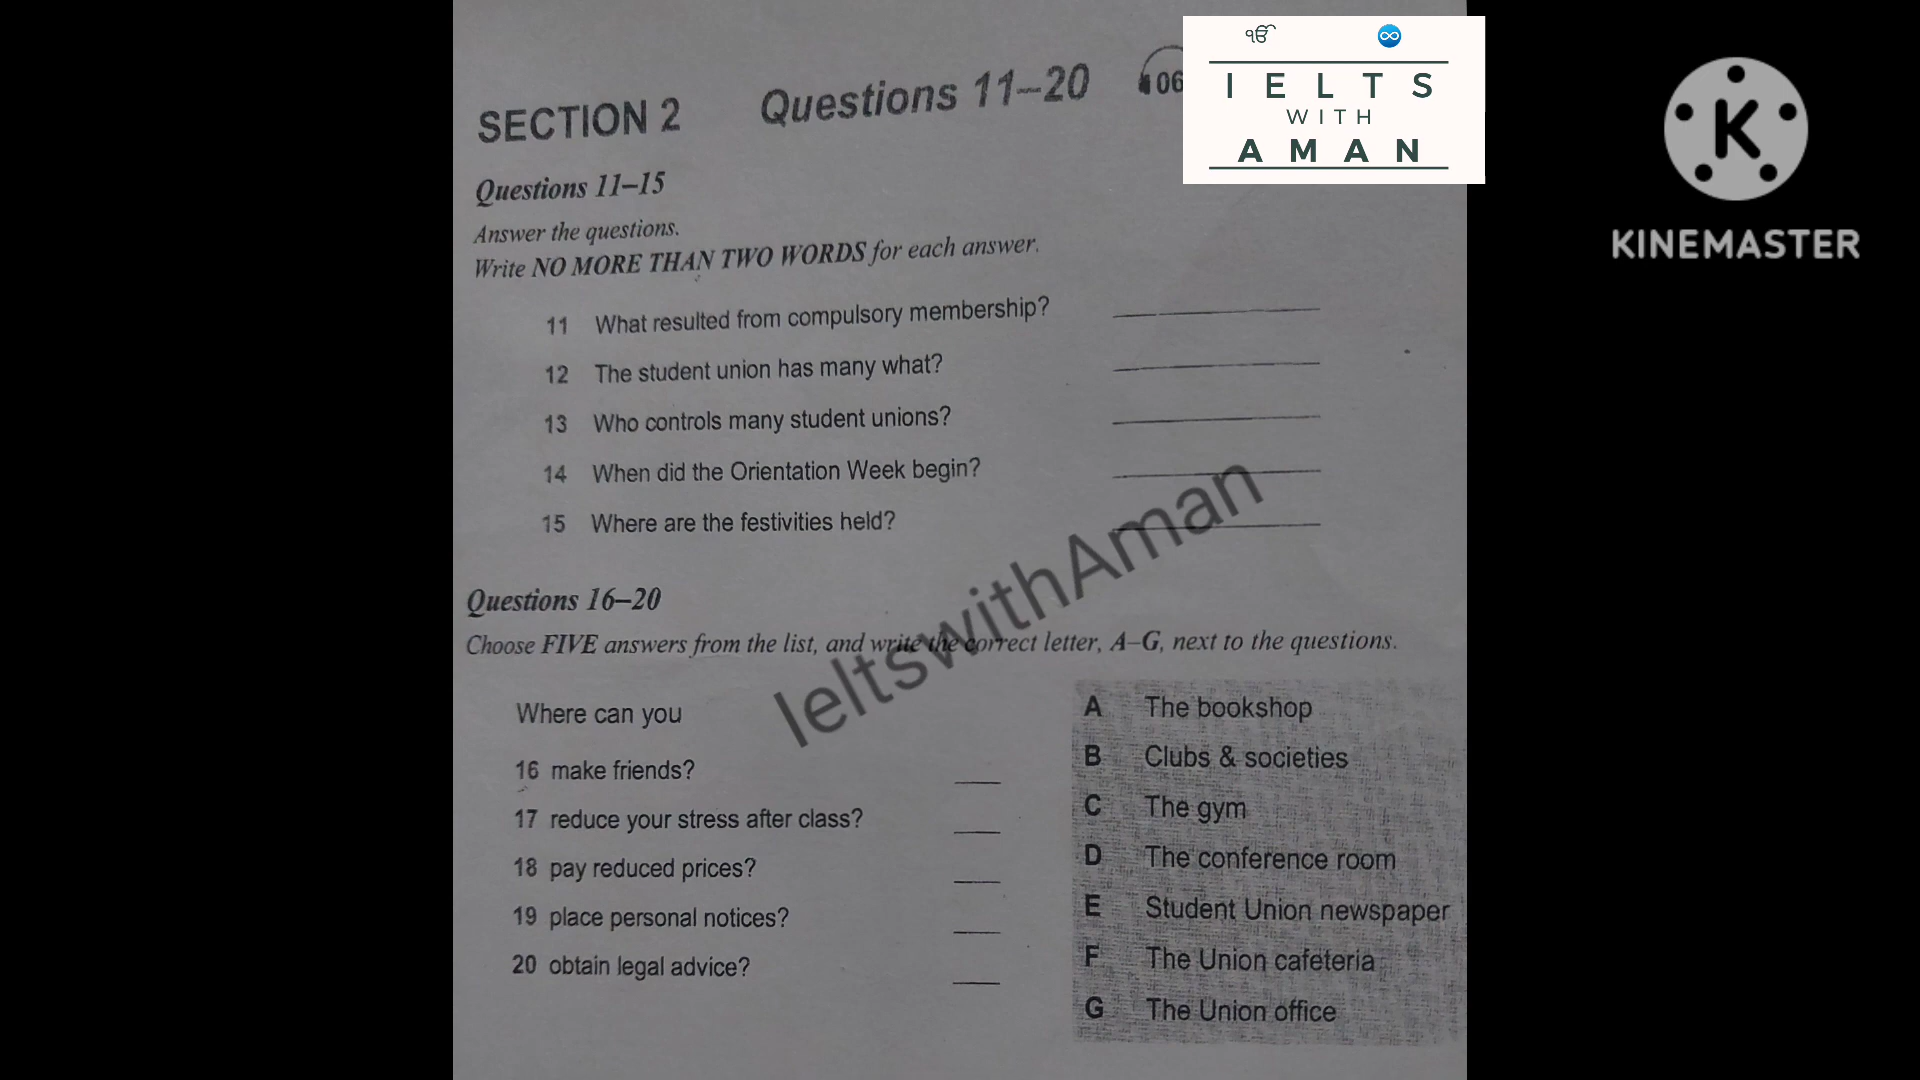 SECTION 2 Questions 11–20 06
ੴ
I E L T S
WITH
A M A N
KINEMASTER
Questions 11–15
Answer the questions.
Write NO MORE THAN TWO WORDS for each answer.
11 What resulted from compulsory membership?
12 The student union has many what?
13 Who controls many student unions?
14 When did the Orientation Week begin?
15 Where are the festivities held?
IeltswithAman
Questions 16–20
Choose FIVE answers from the list, and write the correct letter, A–G, next to the questions.
Where can you
16 make friends?
17 reduce your stress after class?
18 pay reduced prices?
19 place personal notices?
20 obtain legal advice?
A The bookshop
B Clubs & societies
C The gym
D The conference room
E Student Union newspaper
F The Union cafeteria
G The Union office